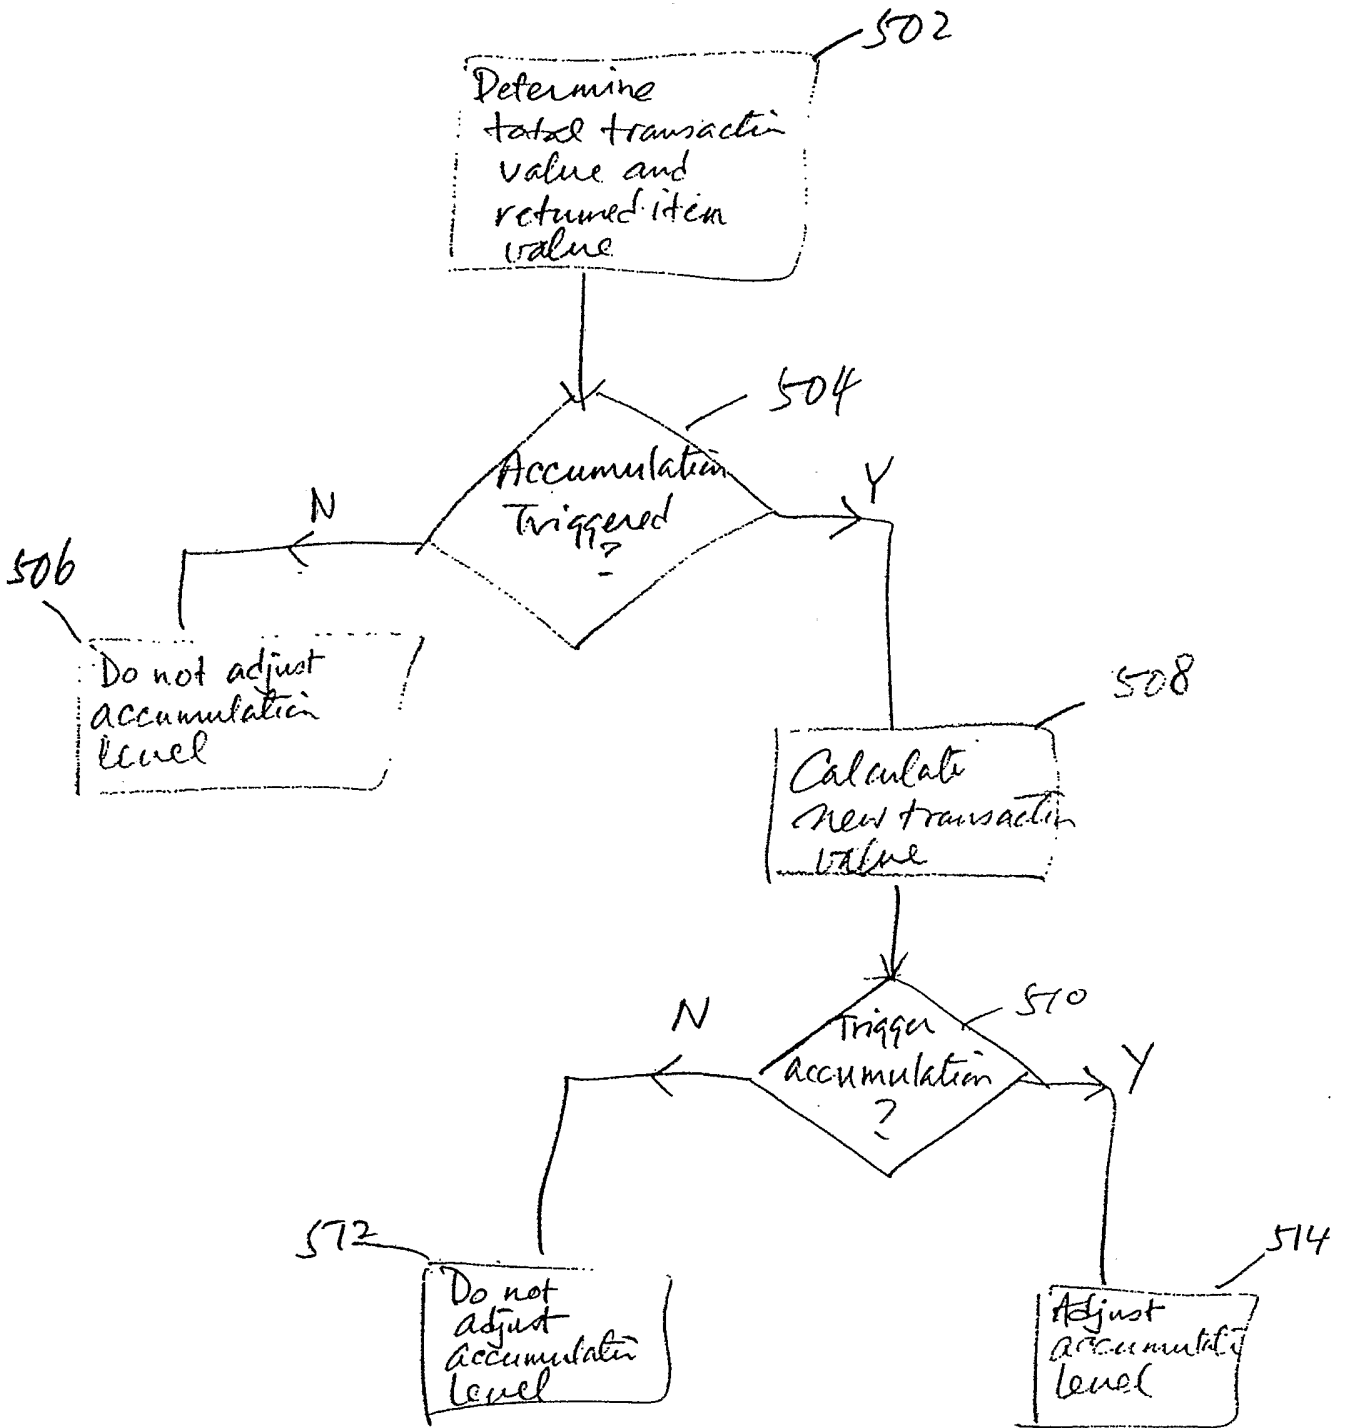 502
Determine
total transaction
value and
returned item
value
504
Accumulation
Triggered
?
N
Y
506
Do not adjust
accumulation
level
508
Calculate
new transaction
value
510
Trigger
accumulation
?
N
Y
512
Do not
adjust
accumulation
level
514
Adjust
accumulation
level